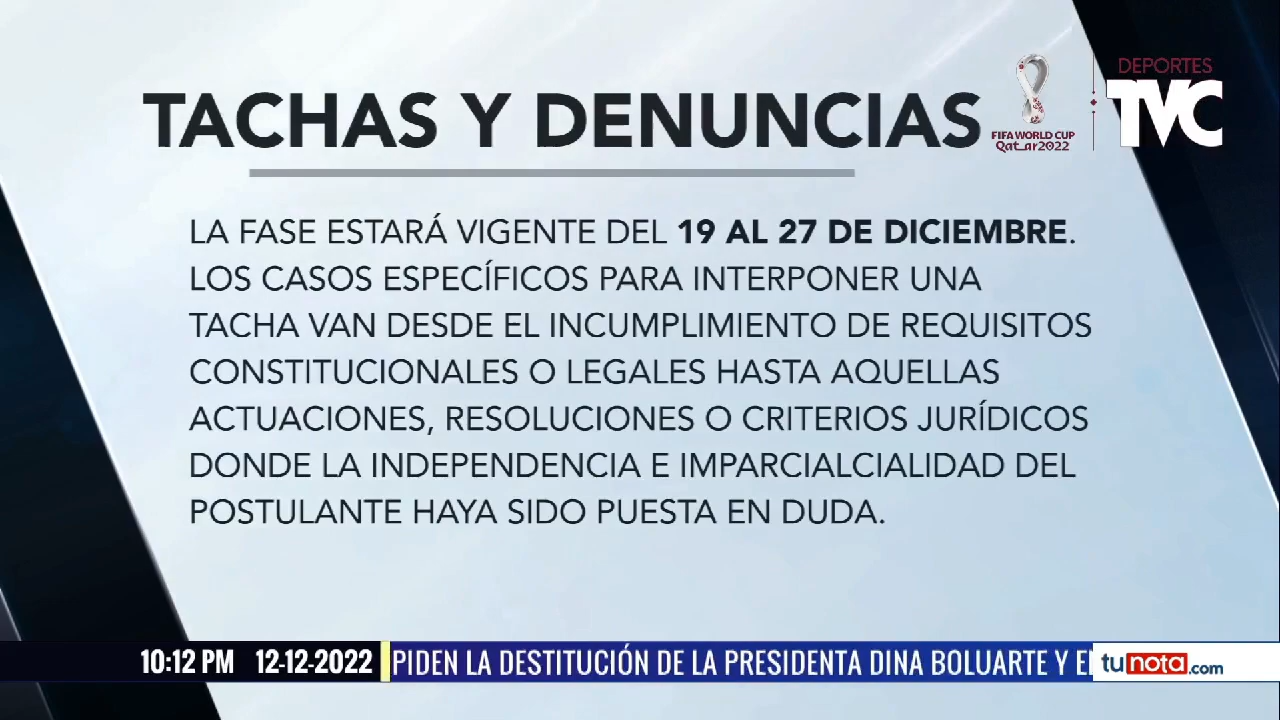 TACHAS Y DENUNCIAS
FIFA WORLD CUP
Qatar2022
DEPORTES
TVC
LA FASE ESTARÁ VIGENTE DEL 19 AL 27 DE DICIEMBRE.
LOS CASOS ESPECÍFICOS PARA INTERPONER UNA
TACHA VAN DESDE EL INCUMPLIMIENTO DE REQUISITOS
CONSTITUCIONALES O LEGALES HASTA AQUELLAS
ACTUACIONES, RESOLUCIONES O CRITERIOS JURÍDICOS
DONDE LA INDEPENDENCIA E IMPARCIALCIALIDAD DEL
POSTULANTE HAYA SIDO PUESTA EN DUDA.
10:12 PM 12-12-2022 PIDEN LA DESTITUCIÓN DE LA PRESIDENTA DINA BOLUARTE Y tunota.com